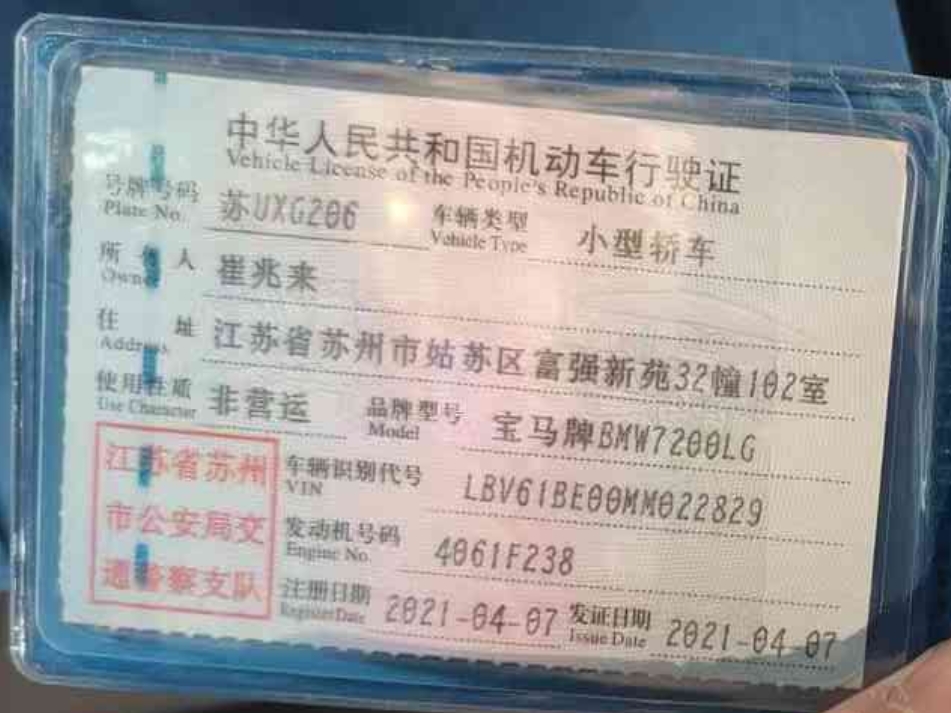 中华人民共和国机动车行驶证
Vehicle License of the People's Republic of China
号牌号码 苏UXG206 车辆类型 小型轿车
Plate No. Vehicle Type
所有人 崔兆来
Owner
住址 江苏省苏州市姑苏区富强新苑32幢102室
Address
使用性质 非营运 品牌型号 宝马牌BMW7200LG
Use Character Model
江苏省苏州
市公安局交
通警察支队
车辆识别代号 LBV61BE00MM022829
VIN
发动机号码 4061F238
Engine No.
注册日期 2021-04-07 发证日期 2021-04-07
Register Date Issue Date